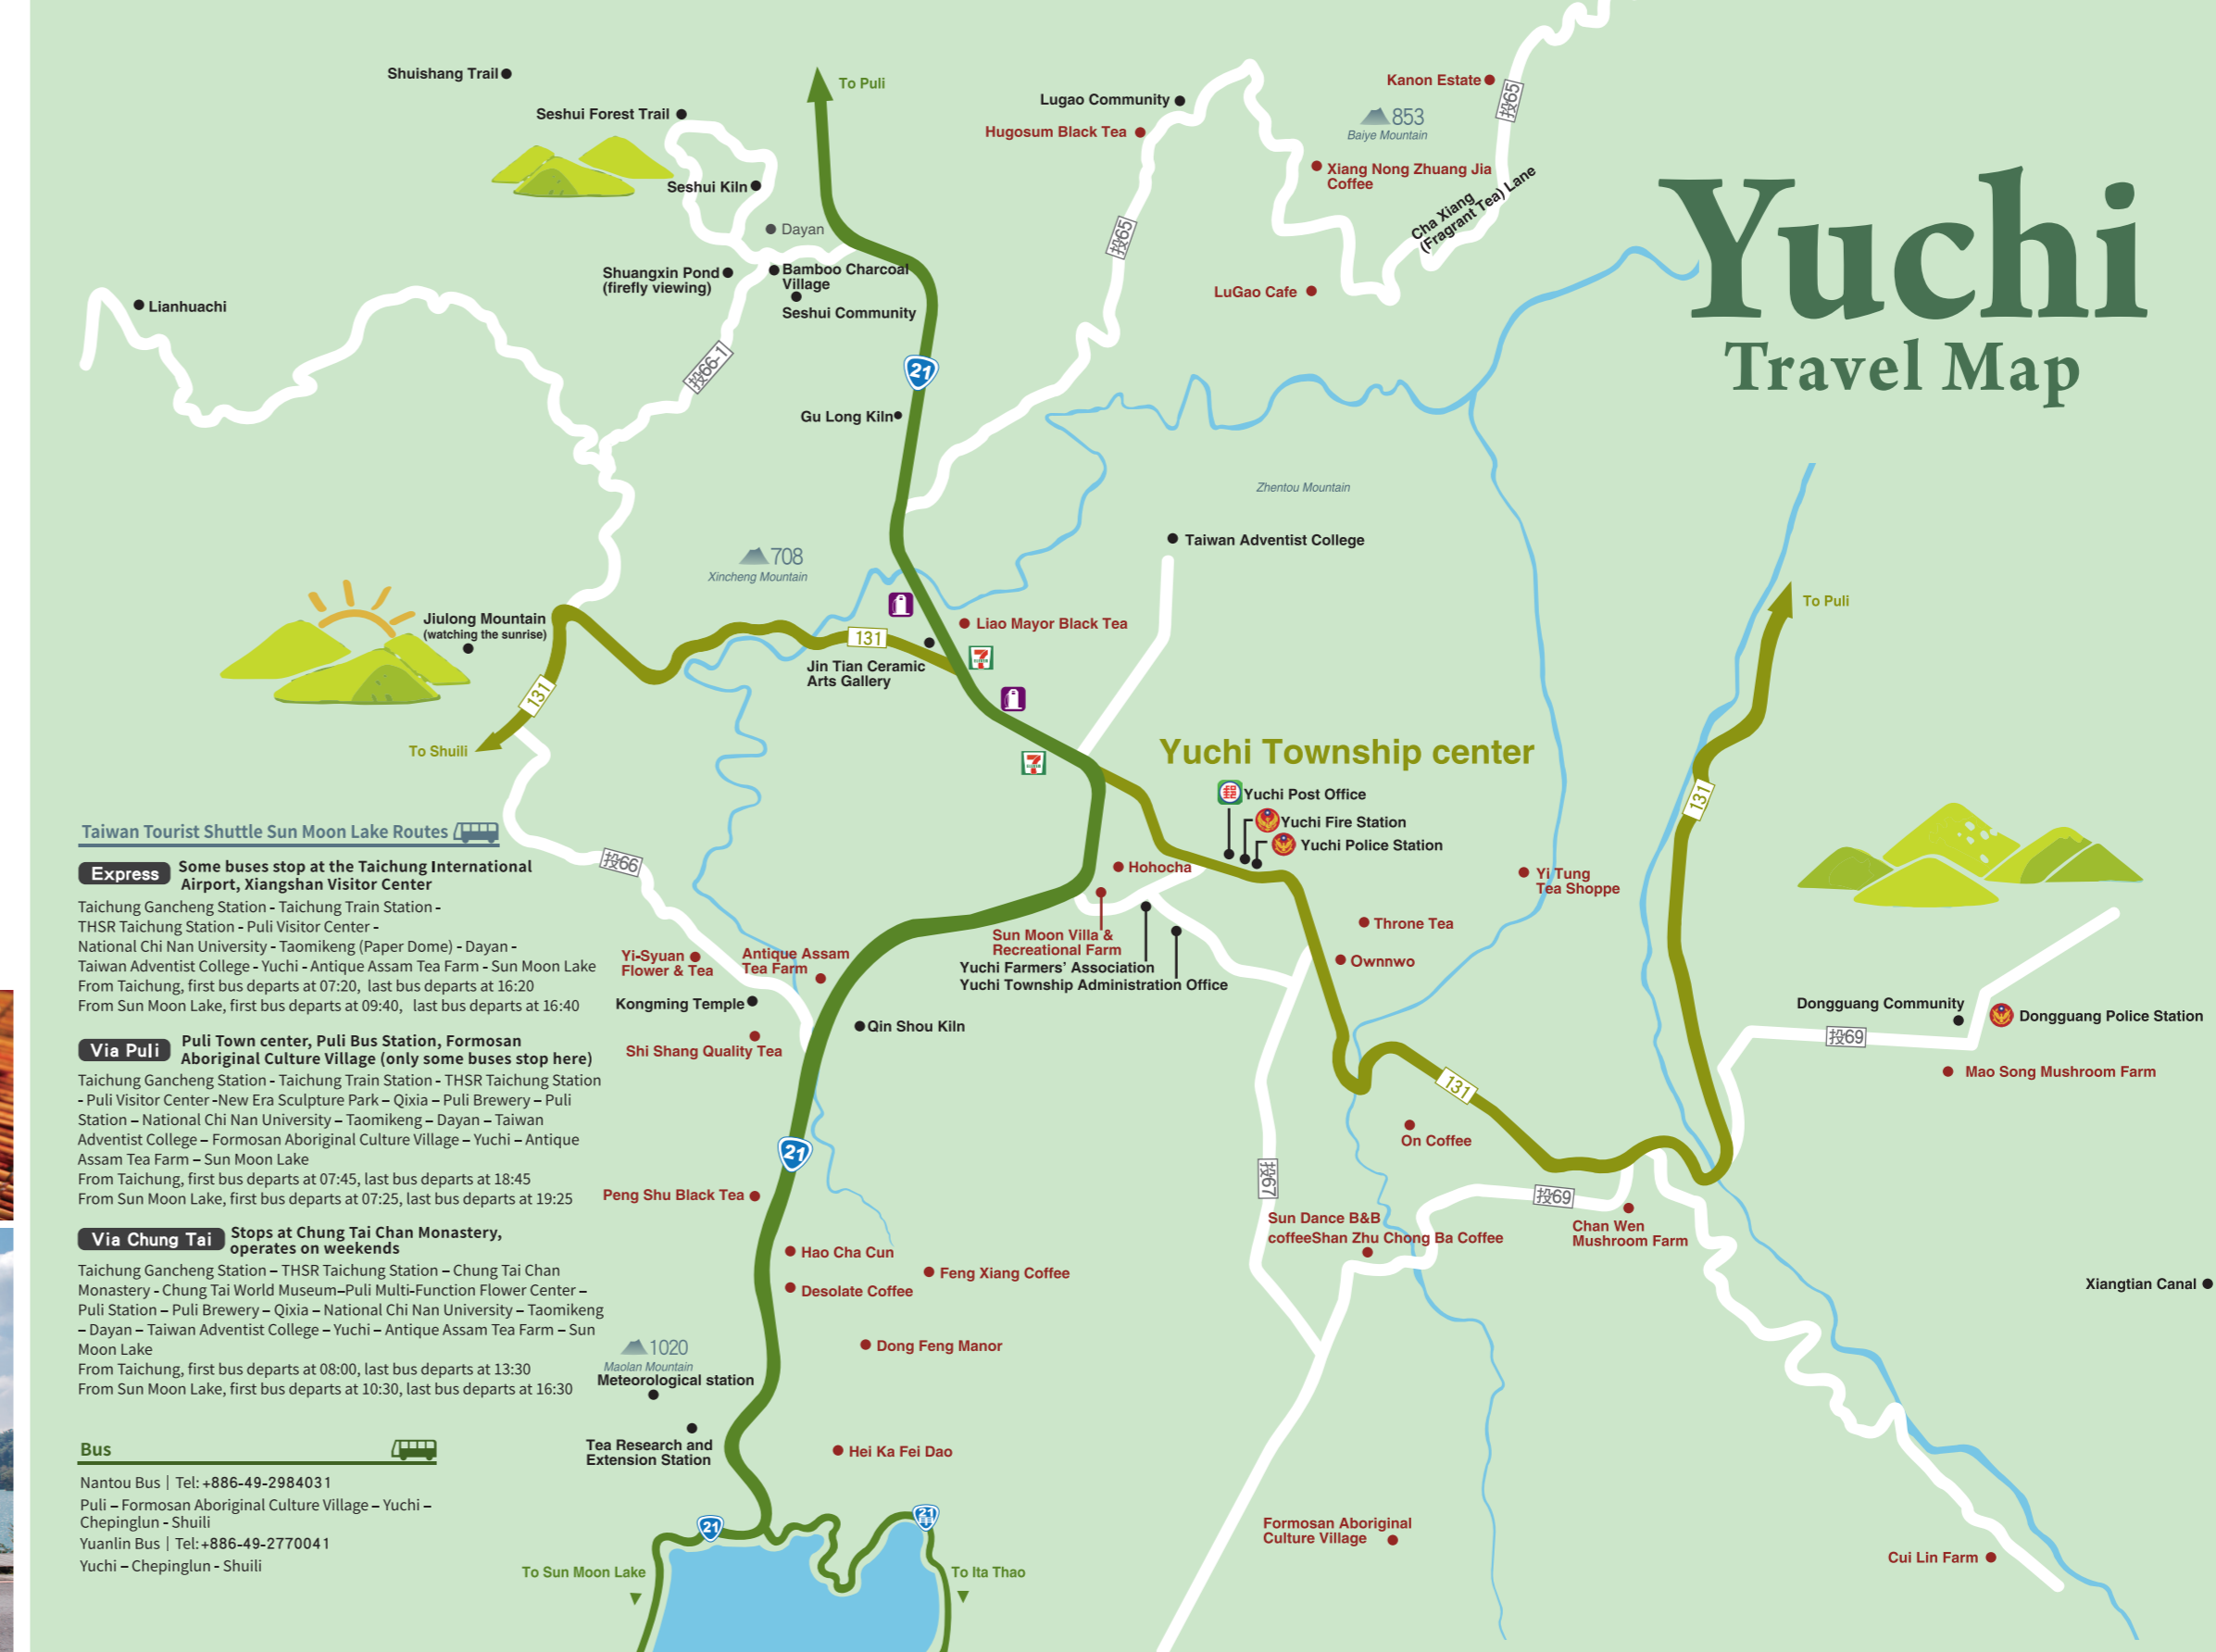 Yuchi
Travel Map
Shuishang Trail
Seshui Forest Trail
To Puli
Seshui Kiln
Dayan
Shuangxin Pond
(firefly viewing)
Bamboo Charcoal
Village
Seshui Community
Lianhuachi
投66-1
21
Gu Long Kiln
Lugao Community
Hugosum Black Tea
Kanon Estate
投65
853
Baiye Mountain
Xiang Nong Zhuang Jia
Coffee
Cha Xiang
(Fragrant Tea) Lane
投65
LuGao Cafe
Zhentou Mountain
Taiwan Adventist College
708
Xincheng Mountain
Jiulong Mountain
(watching the sunrise)
131
Liao Mayor Black Tea
Jin Tian Ceramic
Arts Gallery
7
131
To Shuili
7
To Puli
131
Yuchi Township center
郵
Yuchi Post Office
Yuchi Fire Station
Yuchi Police Station
投66
Hohocha
Yi Tung
Tea Shoppe
Throne Tea
Ownnwo
Sun Moon Villa &
Recreational Farm
Yuchi Farmers' Association
Yuchi Township Administration Office
Yi-Syuan
Flower & Tea
Antique Assam
Tea Farm
Kongming Temple
Qin Shou Kiln
Shi Shang Quality Tea
Dongguang Community
Dongguang Police Station
投69
Mao Song Mushroom Farm
131
On Coffee
21
投67
投69
Peng Shu Black Tea
Sun Dance B&B
coffeeShan Zhu Chong Ba Coffee
Chan Wen
Mushroom Farm
Hao Cha Cun
Feng Xiang Coffee
Desolate Coffee
Xiangtian Canal
Dong Feng Manor
1020
Maolan Mountain
Meteorological station
Tea Research and
Extension Station
Hei Ka Fei Dao
21
21
甲
To Sun Moon Lake
To Ita Thao
Formosan Aboriginal
Culture Village
Cui Lin Farm
Taiwan Tourist Shuttle Sun Moon Lake Routes
Express Some buses stop at the Taichung International
Airport, Xiangshan Visitor Center
Taichung Gancheng Station - Taichung Train Station -
THSR Taichung Station - Puli Visitor Center -
National Chi Nan University - Taomikeng (Paper Dome) - Dayan -
Taiwan Adventist College - Yuchi - Antique Assam Tea Farm - Sun Moon Lake
From Taichung, first bus departs at 07:20, last bus departs at 16:20
From Sun Moon Lake, first bus departs at 09:40, last bus departs at 16:40
Via Puli Puli Town center, Puli Bus Station, Formosan
Aboriginal Culture Village (only some buses stop here)
Taichung Gancheng Station - Taichung Train Station - THSR Taichung Station
- Puli Visitor Center -New Era Sculpture Park – Qixia – Puli Brewery – Puli
Station – National Chi Nan University – Taomikeng – Dayan – Taiwan
Adventist College – Formosan Aboriginal Culture Village – Yuchi – Antique
Assam Tea Farm – Sun Moon Lake
From Taichung, first bus departs at 07:45, last bus departs at 18:45
From Sun Moon Lake, first bus departs at 07:25, last bus departs at 19:25
Via Chung Tai Stops at Chung Tai Chan Monastery,
operates on weekends
Taichung Gancheng Station – THSR Taichung Station – Chung Tai Chan
Monastery - Chung Tai World Museum–Puli Multi-Function Flower Center –
Puli Station – Puli Brewery – Qixia – National Chi Nan University – Taomikeng
– Dayan – Taiwan Adventist College – Yuchi – Antique Assam Tea Farm – Sun
Moon Lake
From Taichung, first bus departs at 08:00, last bus departs at 13:30
From Sun Moon Lake, first bus departs at 10:30, last bus departs at 16:30
Bus
Nantou Bus | Tel: +886-49-2984031
Puli – Formosan Aboriginal Culture Village – Yuchi –
Chepinglun - Shuili
Yuanlin Bus | Tel:+886-49-2770041
Yuchi – Chepinglun - Shuili